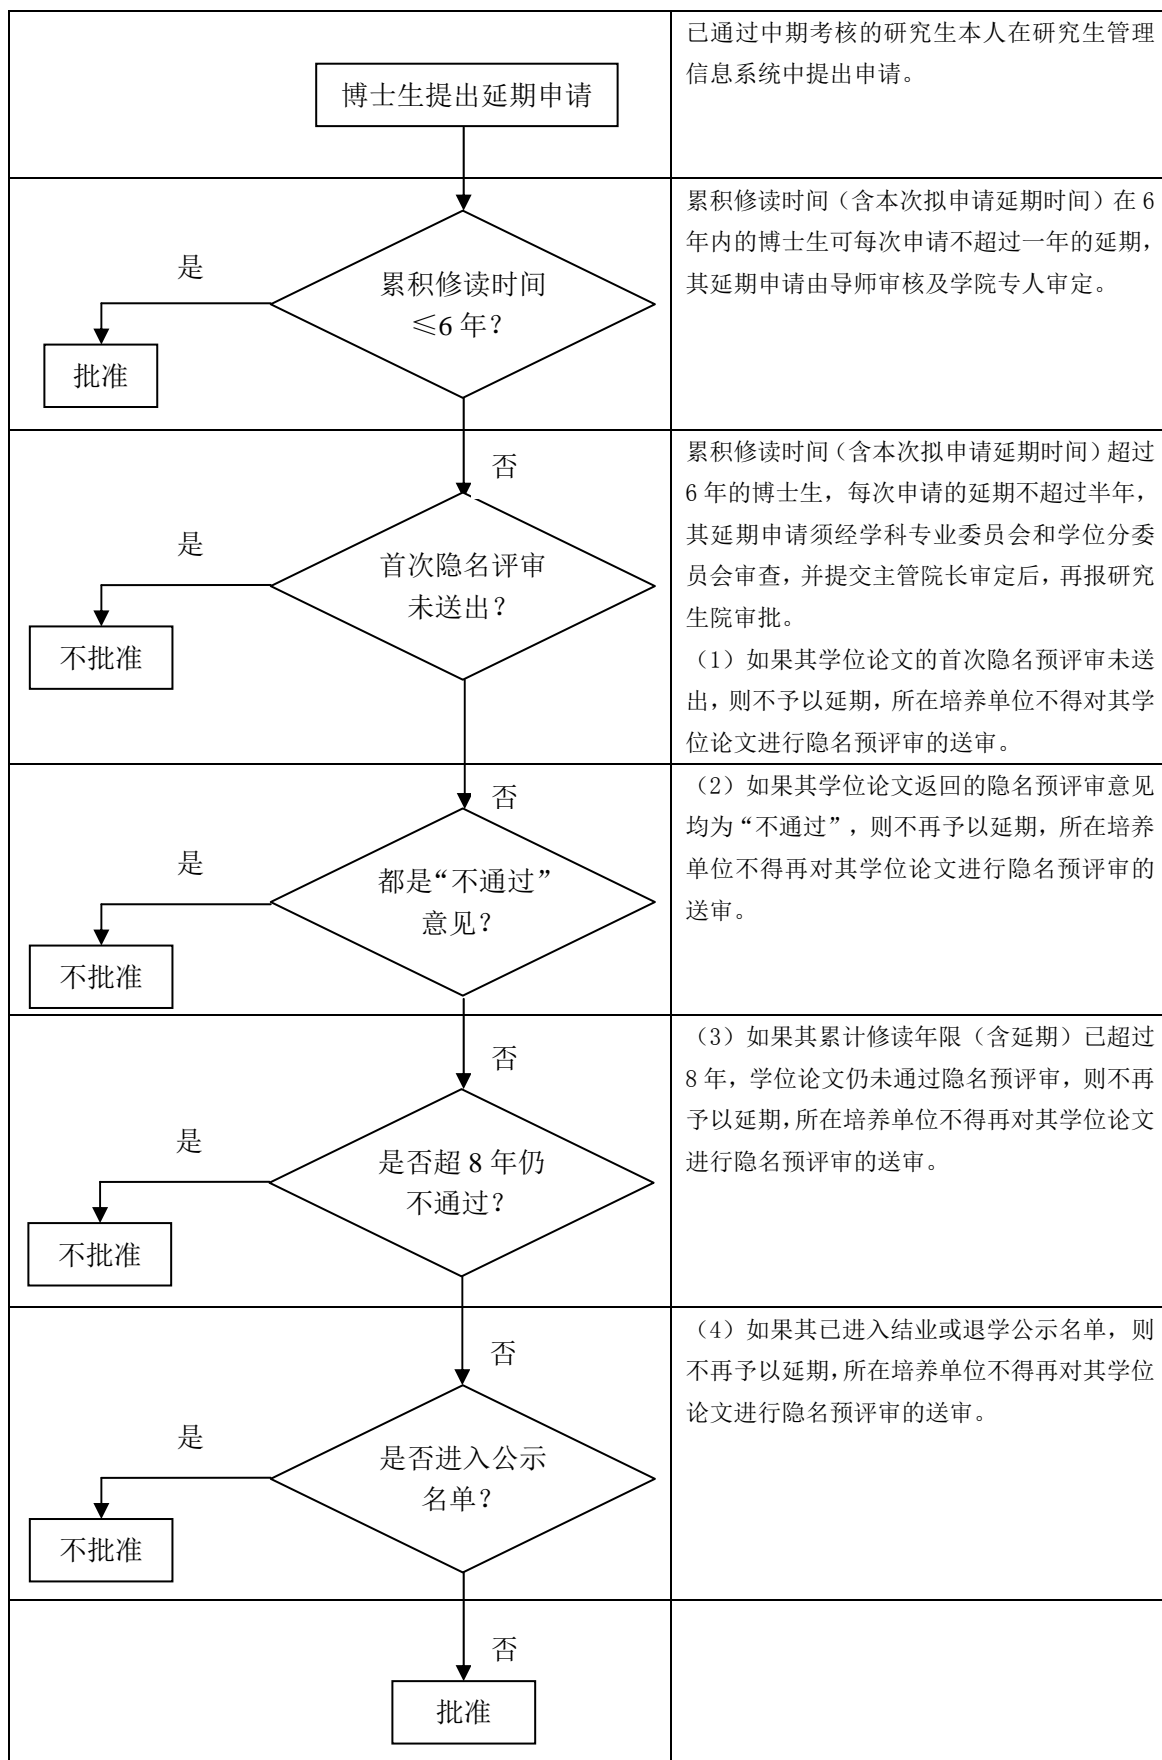 博士生提出延期申请
已通过中期考核的研究生本人在研究生管理
信息系统中提出申请。
是
累积修读时间
≤6 年？
批准
累积修读时间（含本次拟申请延期时间）在 6
年内的博士生可每次申请不超过一年的延期，
其延期申请由导师审核及学院专人审定。
否
是
首次隐名评审
未送出？
不批准
累积修读时间（含本次拟申请延期时间）超过
6 年的博士生，每次申请的延期不超过半年，
其延期申请须经学科专业委员会和学位分委
员会审查，并提交主管院长审定后，再报研究
生院审批。
（1）如果其学位论文的首次隐名预评审未送
出，则不予以延期，所在培养单位不得对其学
位论文进行隐名预评审的送审。
否
是
都是“不通过”
意见？
不批准
（2）如果其学位论文返回的隐名预评审意见
均为“不通过”，则不再予以延期，所在培养
单位不得再对其学位论文进行隐名预评审的
送审。
否
是
是否超 8 年仍
不通过？
不批准
（3）如果其累计修读年限（含延期）已超过
8 年，学位论文仍未通过隐名预评审，则不再
予以延期，所在培养单位不得再对其学位论文
进行隐名预评审的送审。
否
是
是否进入公示
名单？
不批准
（4）如果其已进入结业或退学公示名单，则
不再予以延期，所在培养单位不得再对其学位
论文进行隐名预评审的送审。
否
批准